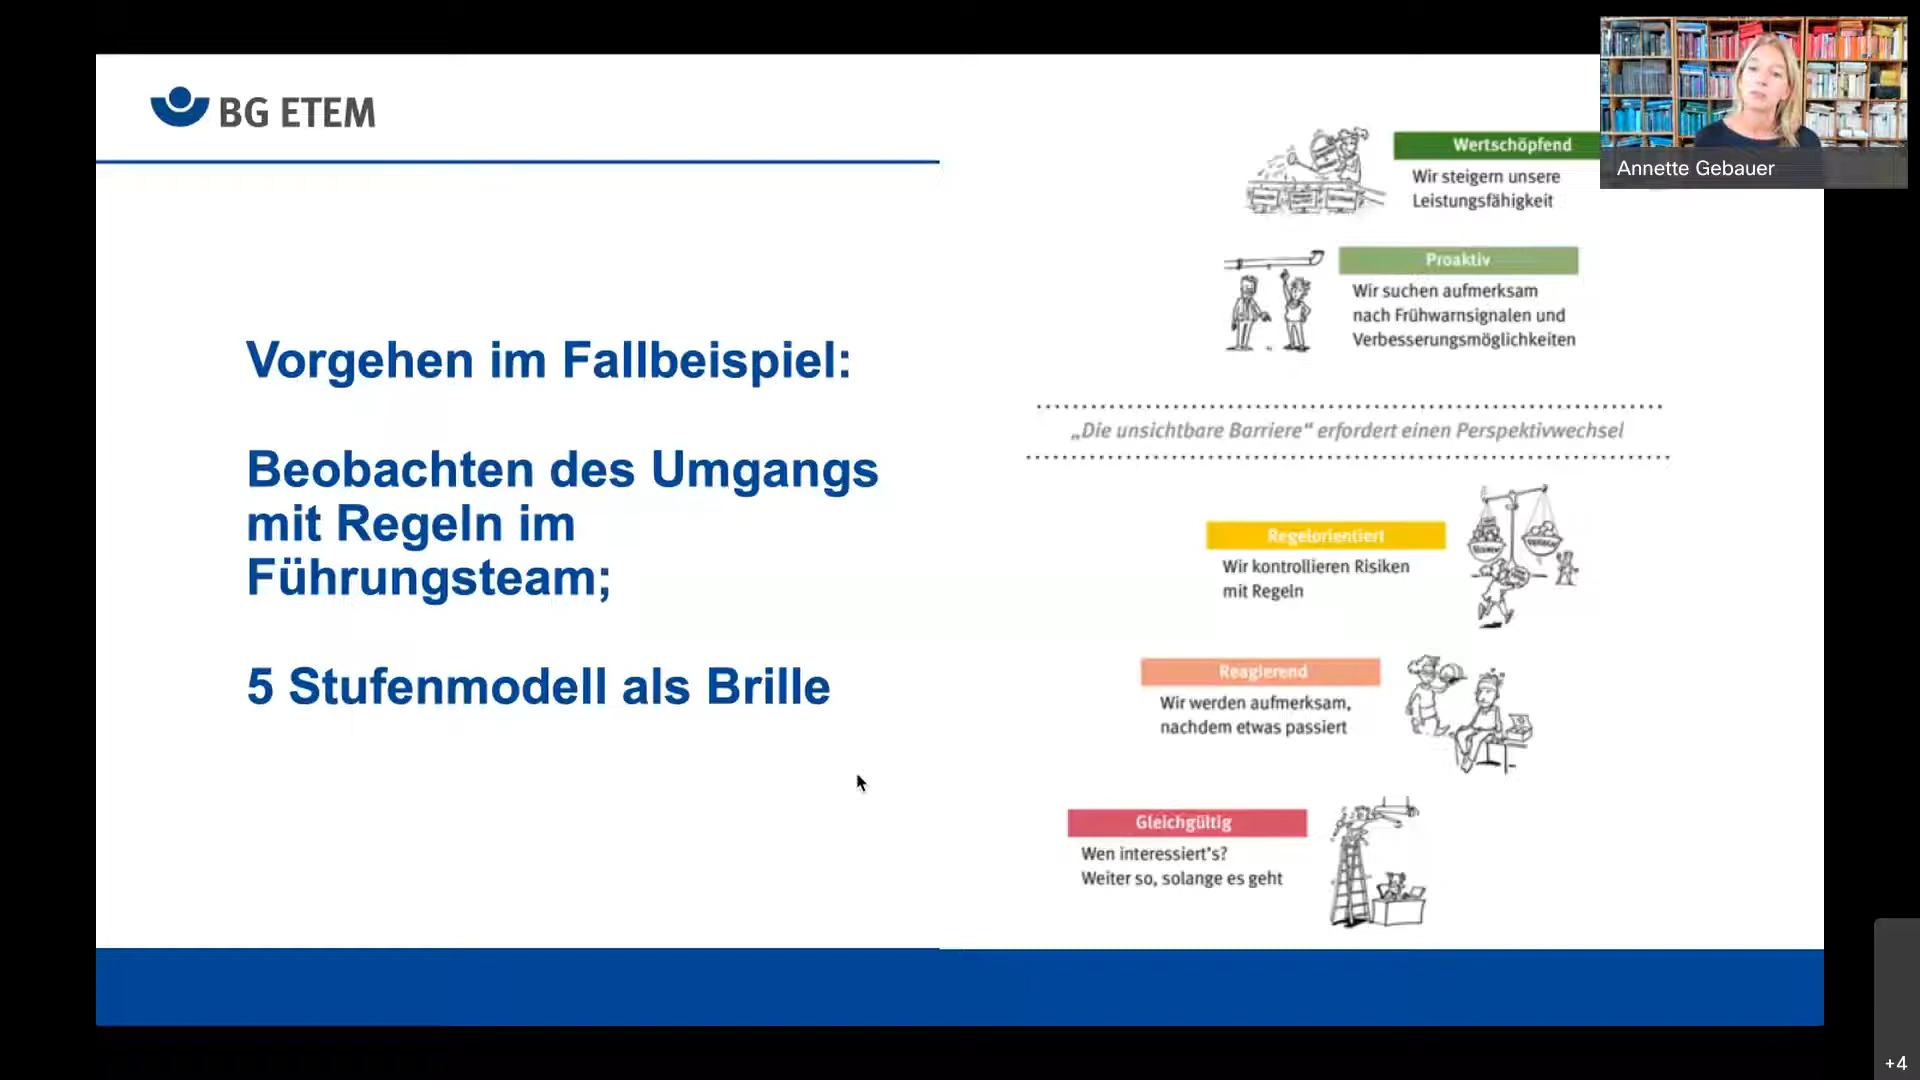 BG ETEM
Vorgehen im Fallbeispiel:
Beobachten des Umgangs
mit Regeln im
Führungsteam;
5 Stufenmodell als Brille
Wertschöpfend
Wir steigern unsere
Leistungsfähigkeit
Proaktiv
Wir suchen aufmerksam
nach Frühwarnsignalen und
Verbesserungsmöglichkeiten
„Die unsichtbare Barriere“ erfordert einen Perspektivwechsel
Regelorientiert
Wir kontrollieren Risiken
mit Regeln
Reagierend
Wir werden aufmerksam,
nachdem etwas passiert
Gleichgültig
Wen interessiert's?
Weiter so, solange es geht
Annette Gebauer
+4